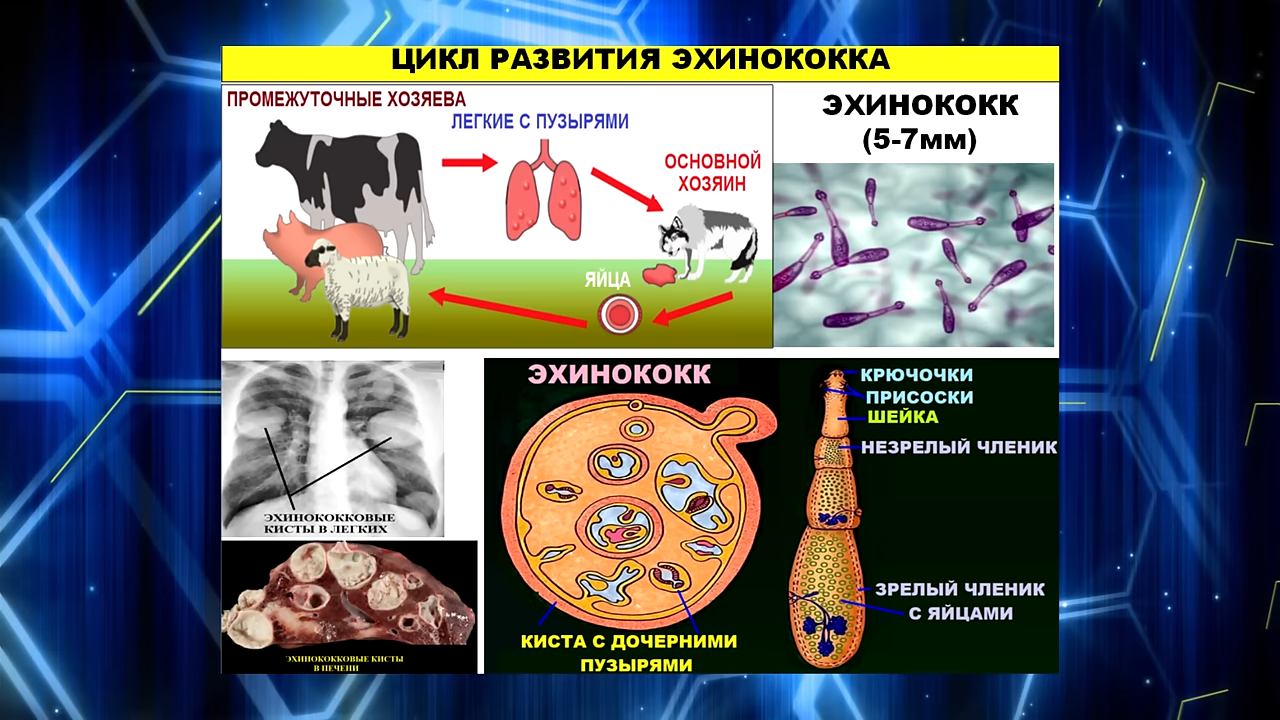 ЦИКЛ РАЗВИТИЯ ЭХИНОКОККА
ПРОМЕЖУТОЧНЫЕ ХОЗЯЕВА
ЛЕГКИЕ С ПУЗЫРЯМИ
ОСНОВНОЙ
ХОЗЯИН
ЯЙЦА
ЭХИНОКОКК
(5-7мм)
ЭХИНОКОККОВЫЕ
КИСТЫ В ЛЕГКИХ
ЭХИНОКОККОВЫЕ КИСТЫ
В ПЕЧЕНИ
ЭХИНОКОКК
КИСТА С ДОЧЕРНИМИ
ПУЗЫРЯМИ
КРЮЧОЧКИ
ПРИСОСКИ
ШЕЙКА
НЕЗРЕЛЫЙ ЧЛЕНИК
ЗРЕЛЫЙ ЧЛЕНИК
С ЯЙЦАМИ